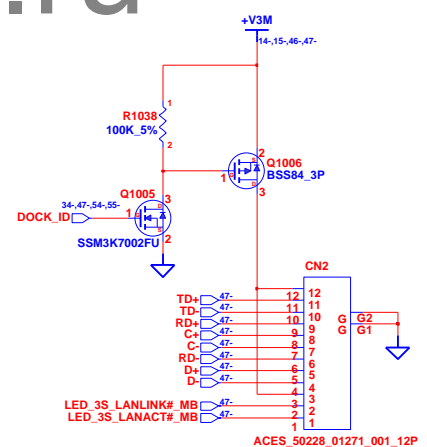 .ru
+V3M
14-,15-,46-,47-
R1038
1
100K_5%
2
2
Q1006
BSS84_3P
1
3
34-,47-,54-,55-
Q1005
3
DOCK_ID
1
2
SSM3K7002FU
CN2
TD+ 47- 12 12
TD- 47- 11 11
RD+ 47- 10 10 G G2
C+ 47- 9 9 G G1
C- 47- 8 8
RD- 47- 7 7
D+ 47- 6 6
D- 47- 5 5
4 4
LED_3S_LANLINK#_MB 47- 3 3
LED_3S_LANACT#_MB 47- 2 2
1 1
ACES_50228_01271_001_12P